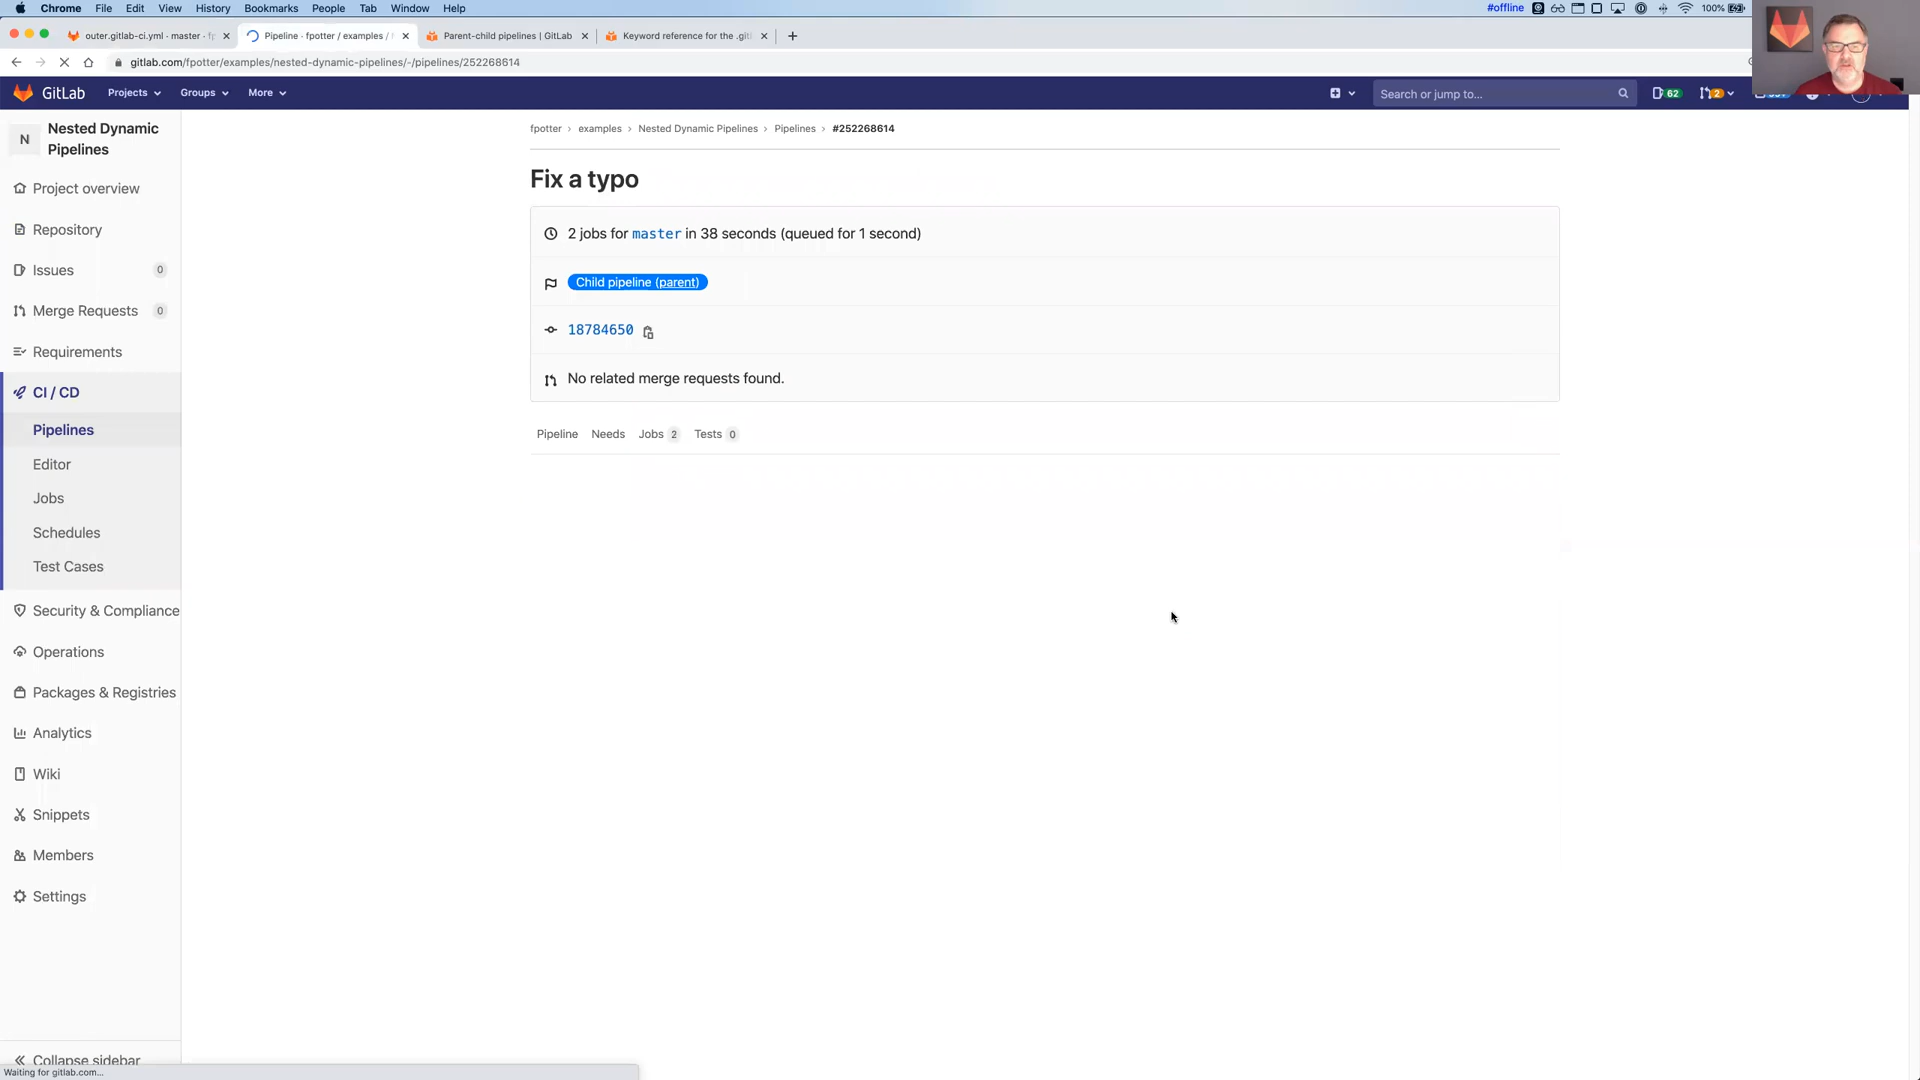 Chrome File Edit View History Bookmarks People Tab Window Help
#offline 100%
outer.gitlab-ci.yml · master · fp
Pipeline · fpotter / examples /
Parent-child pipelines | GitLab
Keyword reference for the .gitl
gitlab.com/fpotter/examples/nested-dynamic-pipelines/-/pipelines/252268614
GitLab Projects Groups More
Search or jump to...
62 2
N Nested Dynamic Pipelines
Project overview
Repository
Issues 0
Merge Requests 0
Requirements
CI / CD
Pipelines
Editor
Jobs
Schedules
Test Cases
Security & Compliance
Operations
Packages & Registries
Analytics
Wiki
Snippets
Members
Settings
Collapse sidebar
Waiting for gitlab.com...
fpotter › examples › Nested Dynamic Pipelines › Pipelines › #252268614
Fix a typo
2 jobs for master in 38 seconds (queued for 1 second)
Child pipeline (parent)
18784650
No related merge requests found.
Pipeline Needs Jobs 2 Tests 0